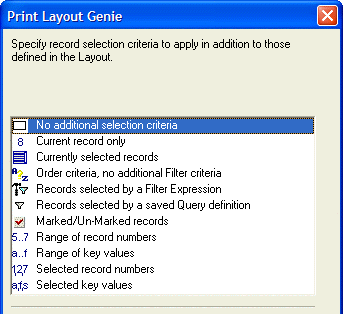 Print Layout Genie
Specify record selection criteria to apply in addition to those
defined in the Layout.
No additional selection criteria
8 Current record only
Currently selected records
a..z Order criteria, no additional Filter criteria
Records selected by a Filter Expression
Records selected by a saved Query definition
Marked/Un-Marked records
5..7 Range of record numbers
a..f Range of key values
1,2,7 Selected record numbers
a,f,s Selected key values